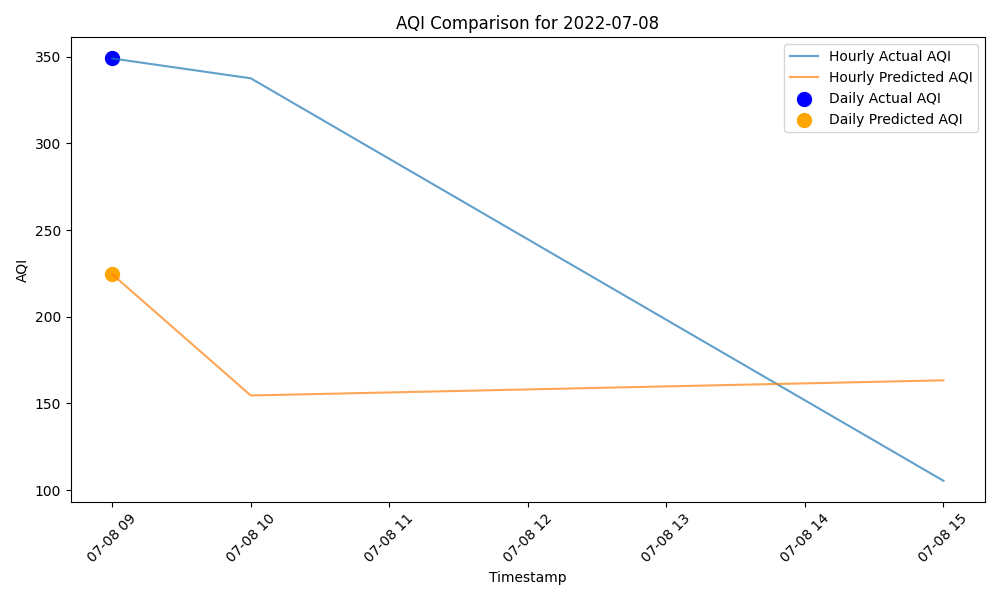 AQI Comparison for 2022-07-08
Hourly Actual AQI
Hourly Predicted AQI
Daily Actual AQI
Daily Predicted AQI
AQI
350
300
250
200
150
100
07-08 09
07-08 10
07-08 11
07-08 12
07-08 13
07-08 14
07-08 15
Timestamp